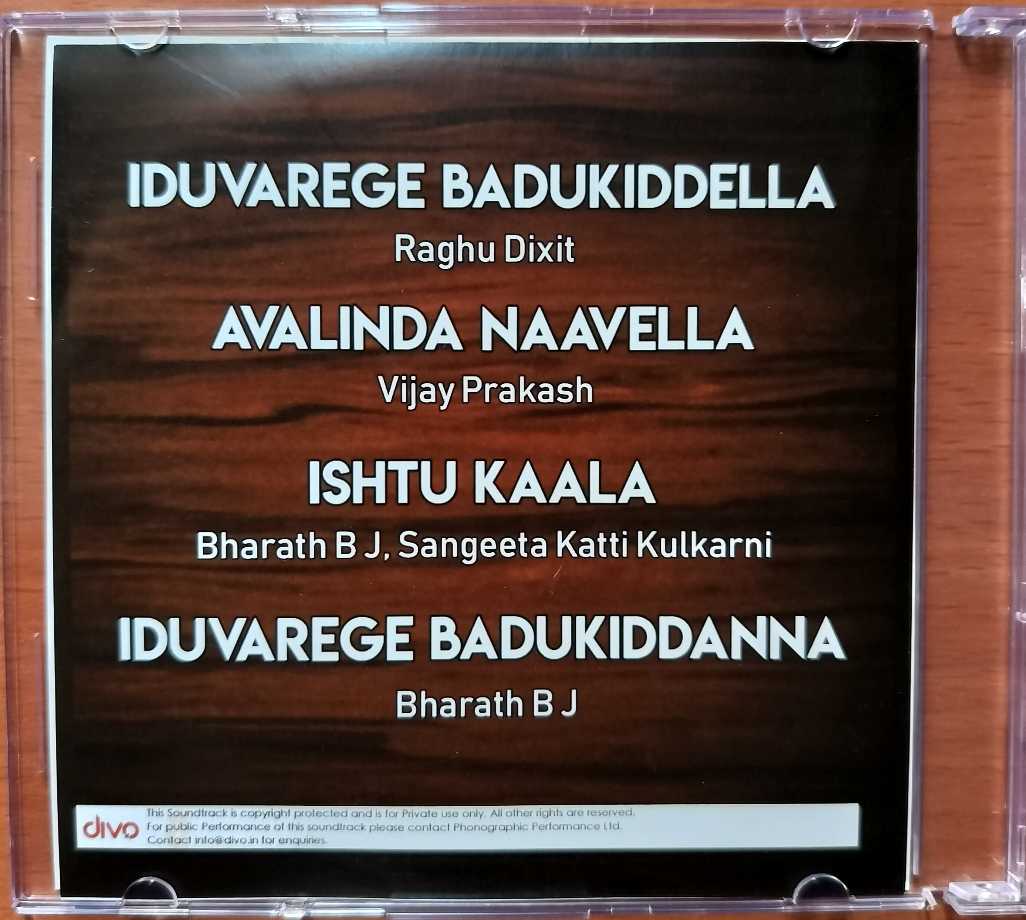 IDUVAREGE BADUKIDDELLA
Raghu Dixit
AVALINDA NAAVELLA
Vijay Prakash
ISHTU KAALA
Bharath B J, Sangeeta Katti Kulkarni
IDUVAREGE BADUKIDDANNA
Bharath B J
divo
This Soundtrack is copyright protected and is for Private use only. All other rights are reserved.
For public Performance of this soundtrack please contact Phonographic Performance Ltd.
Contact info@divo.in for enquiries.